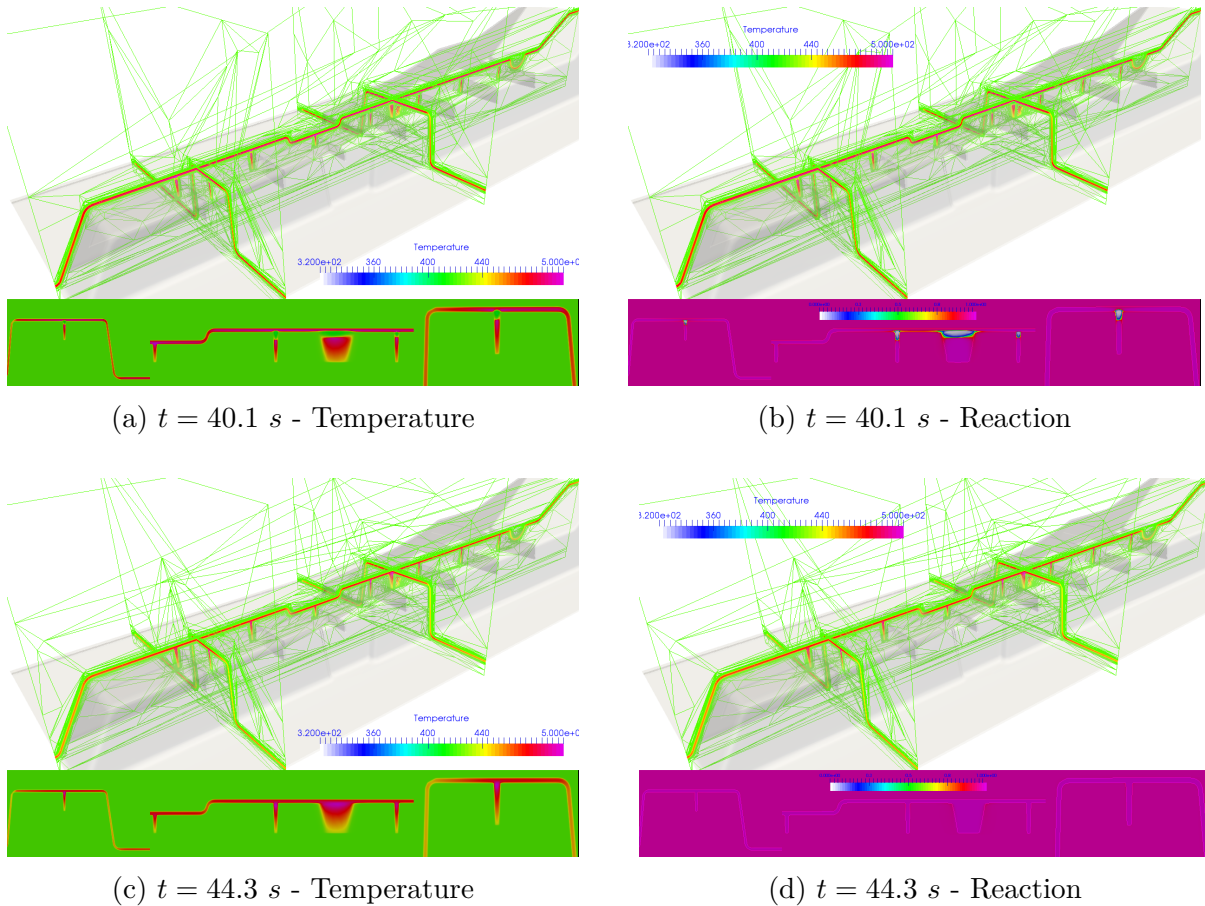 Temperature
3.200e+02 360 400 440 5.000e+0
(a) t = 40.1 s - Temperature
Temperature
3.200e+02 360 400 440 5.000e+02
(b) t = 40.1 s - Reaction
Temperature
3.200e+02 360 400 440 5.000e+0
(c) t = 44.3 s - Temperature
Temperature
3.200e+02 360 400 440 5.000e+02
(d) t = 44.3 s - Reaction